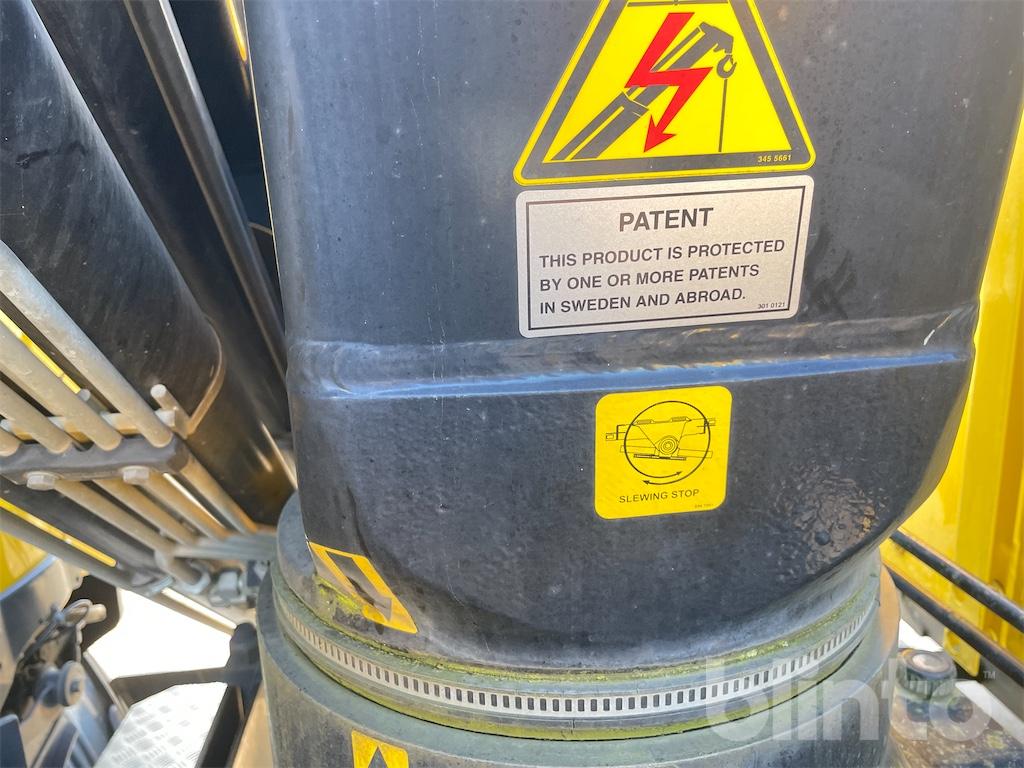 345 5661
PATENT
THIS PRODUCT IS PROTECTED
BY ONE OR MORE PATENTS
IN SWEDEN AND ABROAD.
301 0121
SLEWING STOP
blinto™